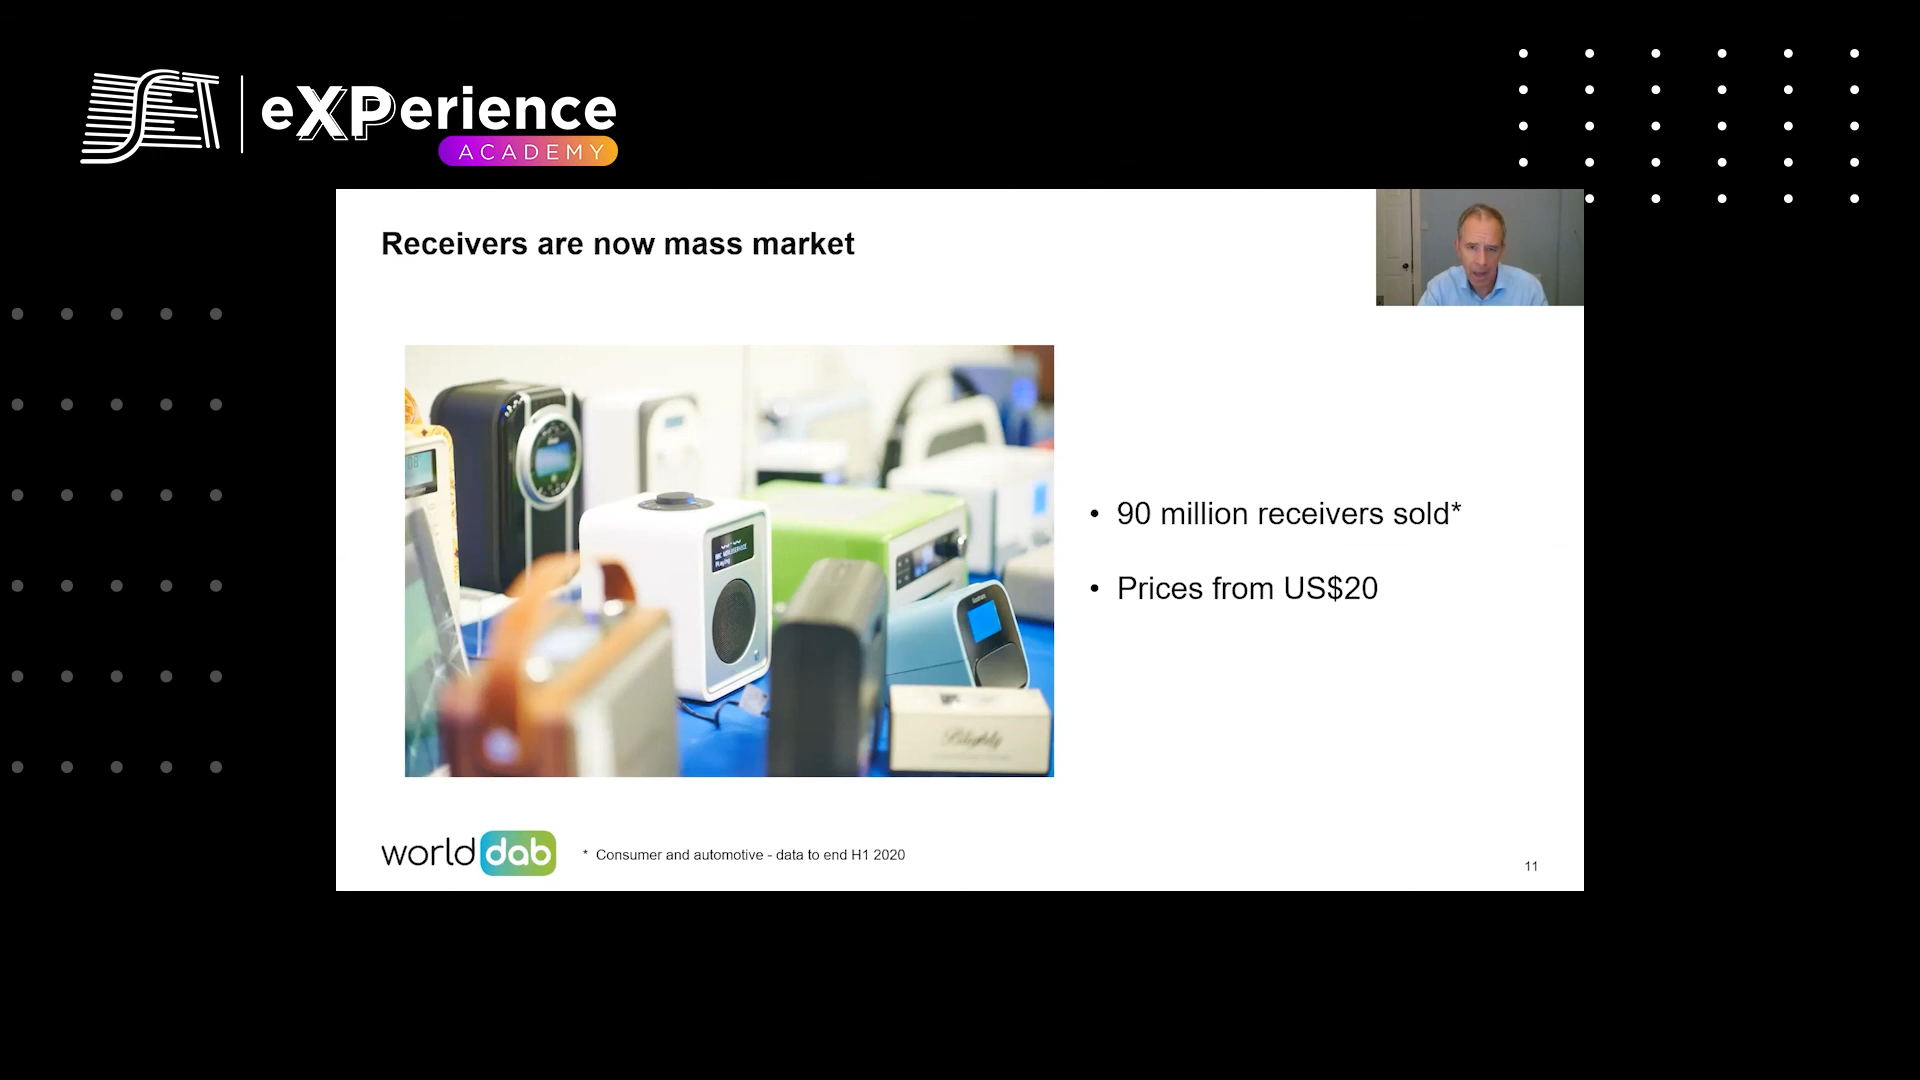 SET
eXPerience
ACADEMY
Receivers are now mass market
• 90 million receivers sold*
• Prices from US$20
world dab
* Consumer and automotive - data to end H1 2020
11